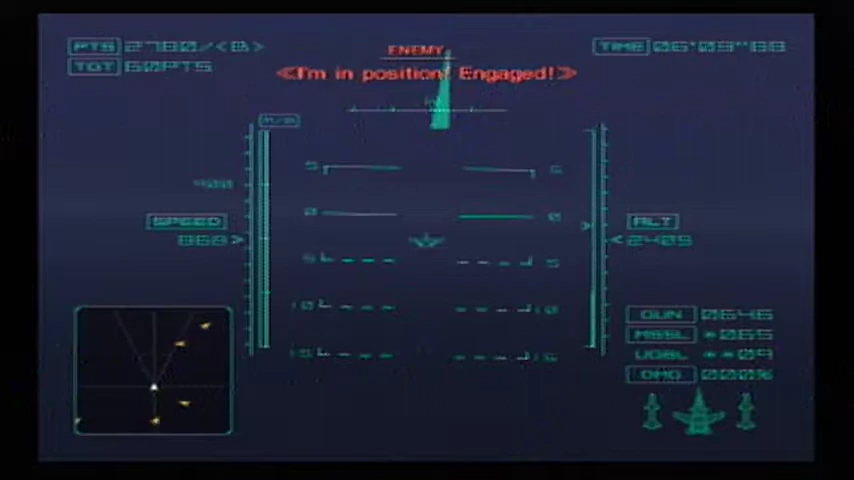 PTS 2780/<B>
TGT 60PTS
ENEMY
<<I'm in position! Engaged!>>
TIME 06'09"88
5 5
0 0
SPEED
868 >
ALT
< 2405
5 5
10 10
15 15
GUN 0646
MSSL *065
UGBL **09
DMG 000%